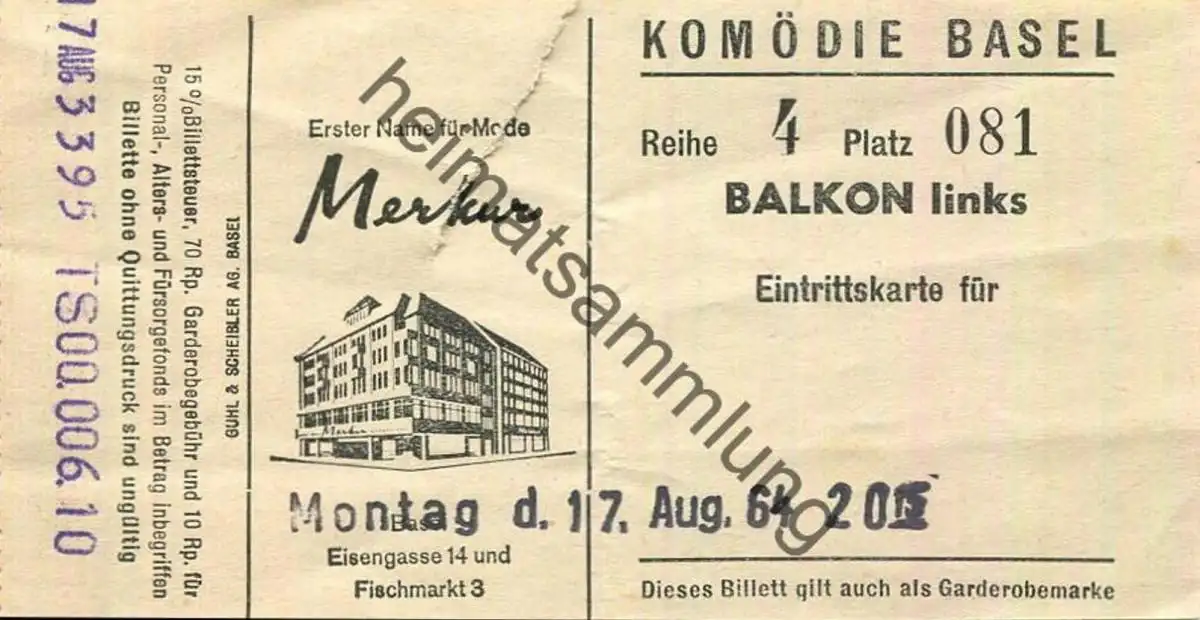 17 AUG 3395 TS00.006.10
15 % Billettsteuer, 70 Rp. Garderobegebühr und 10 Rp. für
Personal-, Alters- und Fürsorgefonds im Betrag inbegriffen
Billette ohne Quittungsdruck sind ungültig
GUHL & SCHEIBLER AG. BASEL
Erster Name für Mode
Merkur
Merkur
Basel
Eisengasse 14 und
Fischmarkt 3
KOMÖDIE BASEL
Reihe 4 Platz 081
BALKON links
Eintrittskarte für
Montag d. 17. Aug. 64 20 15
Dieses Billett gilt auch als Garderobemarke
heimatsammlung